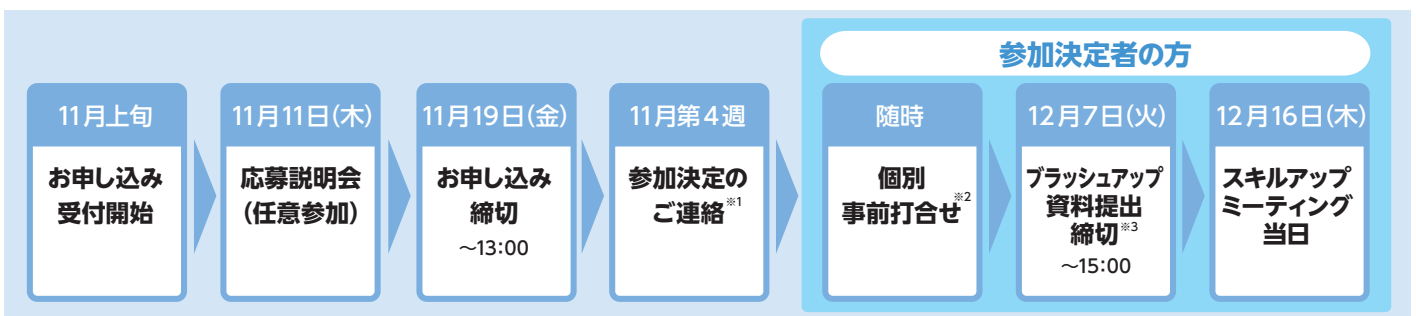 参加決定者の方
11月上旬
お申し込み
受付開始
11月11日(木)
応募説明会
(任意参加)
11月19日(金)
お申し込み
締切
～13:00
11月第4週
参加決定の
ご連絡※1
随時
個別
事前打合せ※2
12月7日(火)
ブラッシュアップ
資料提出
締切※3
～15:00
12月16日(木)
スキルアップ
ミーティング
当日